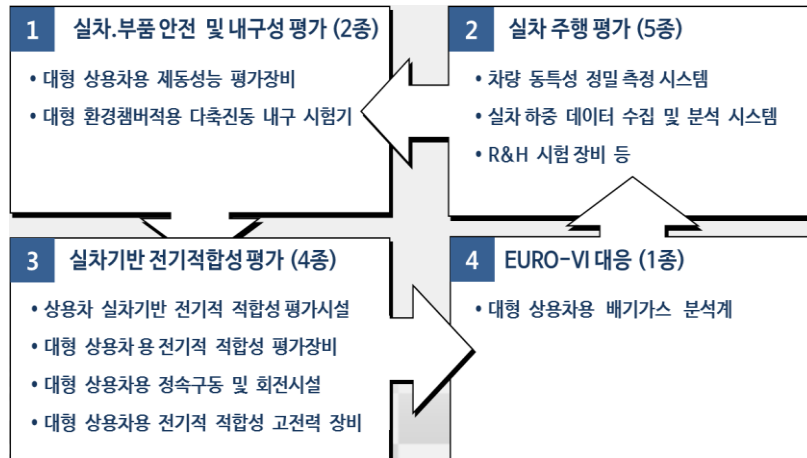 1 실차.부품 안전 및 내구성 평가 (2종)
• 대형 상용차용 제동성능 평가장비
• 대형 환경챔버적용 다축진동 내구 시험기
2 실차 주행 평가 (5종)
• 차량 동특성 정밀 측정 시스템
• 실차 하중 데이터 수집 및 분석 시스템
• R&H 시험 장비 등
3 실차기반 전기적합성 평가 (4종)
• 상용차 실차기반 전기적 적합성 평가시설
• 대형 상용차 용 전기적 적합성 평가장비
• 대형 상용차용 정속구동 및 회전시설
• 대형 상용차용 전기적 적합성 고전력 장비
4 EURO-VI 대응 (1종)
• 대형 상용차용 배기가스 분석계